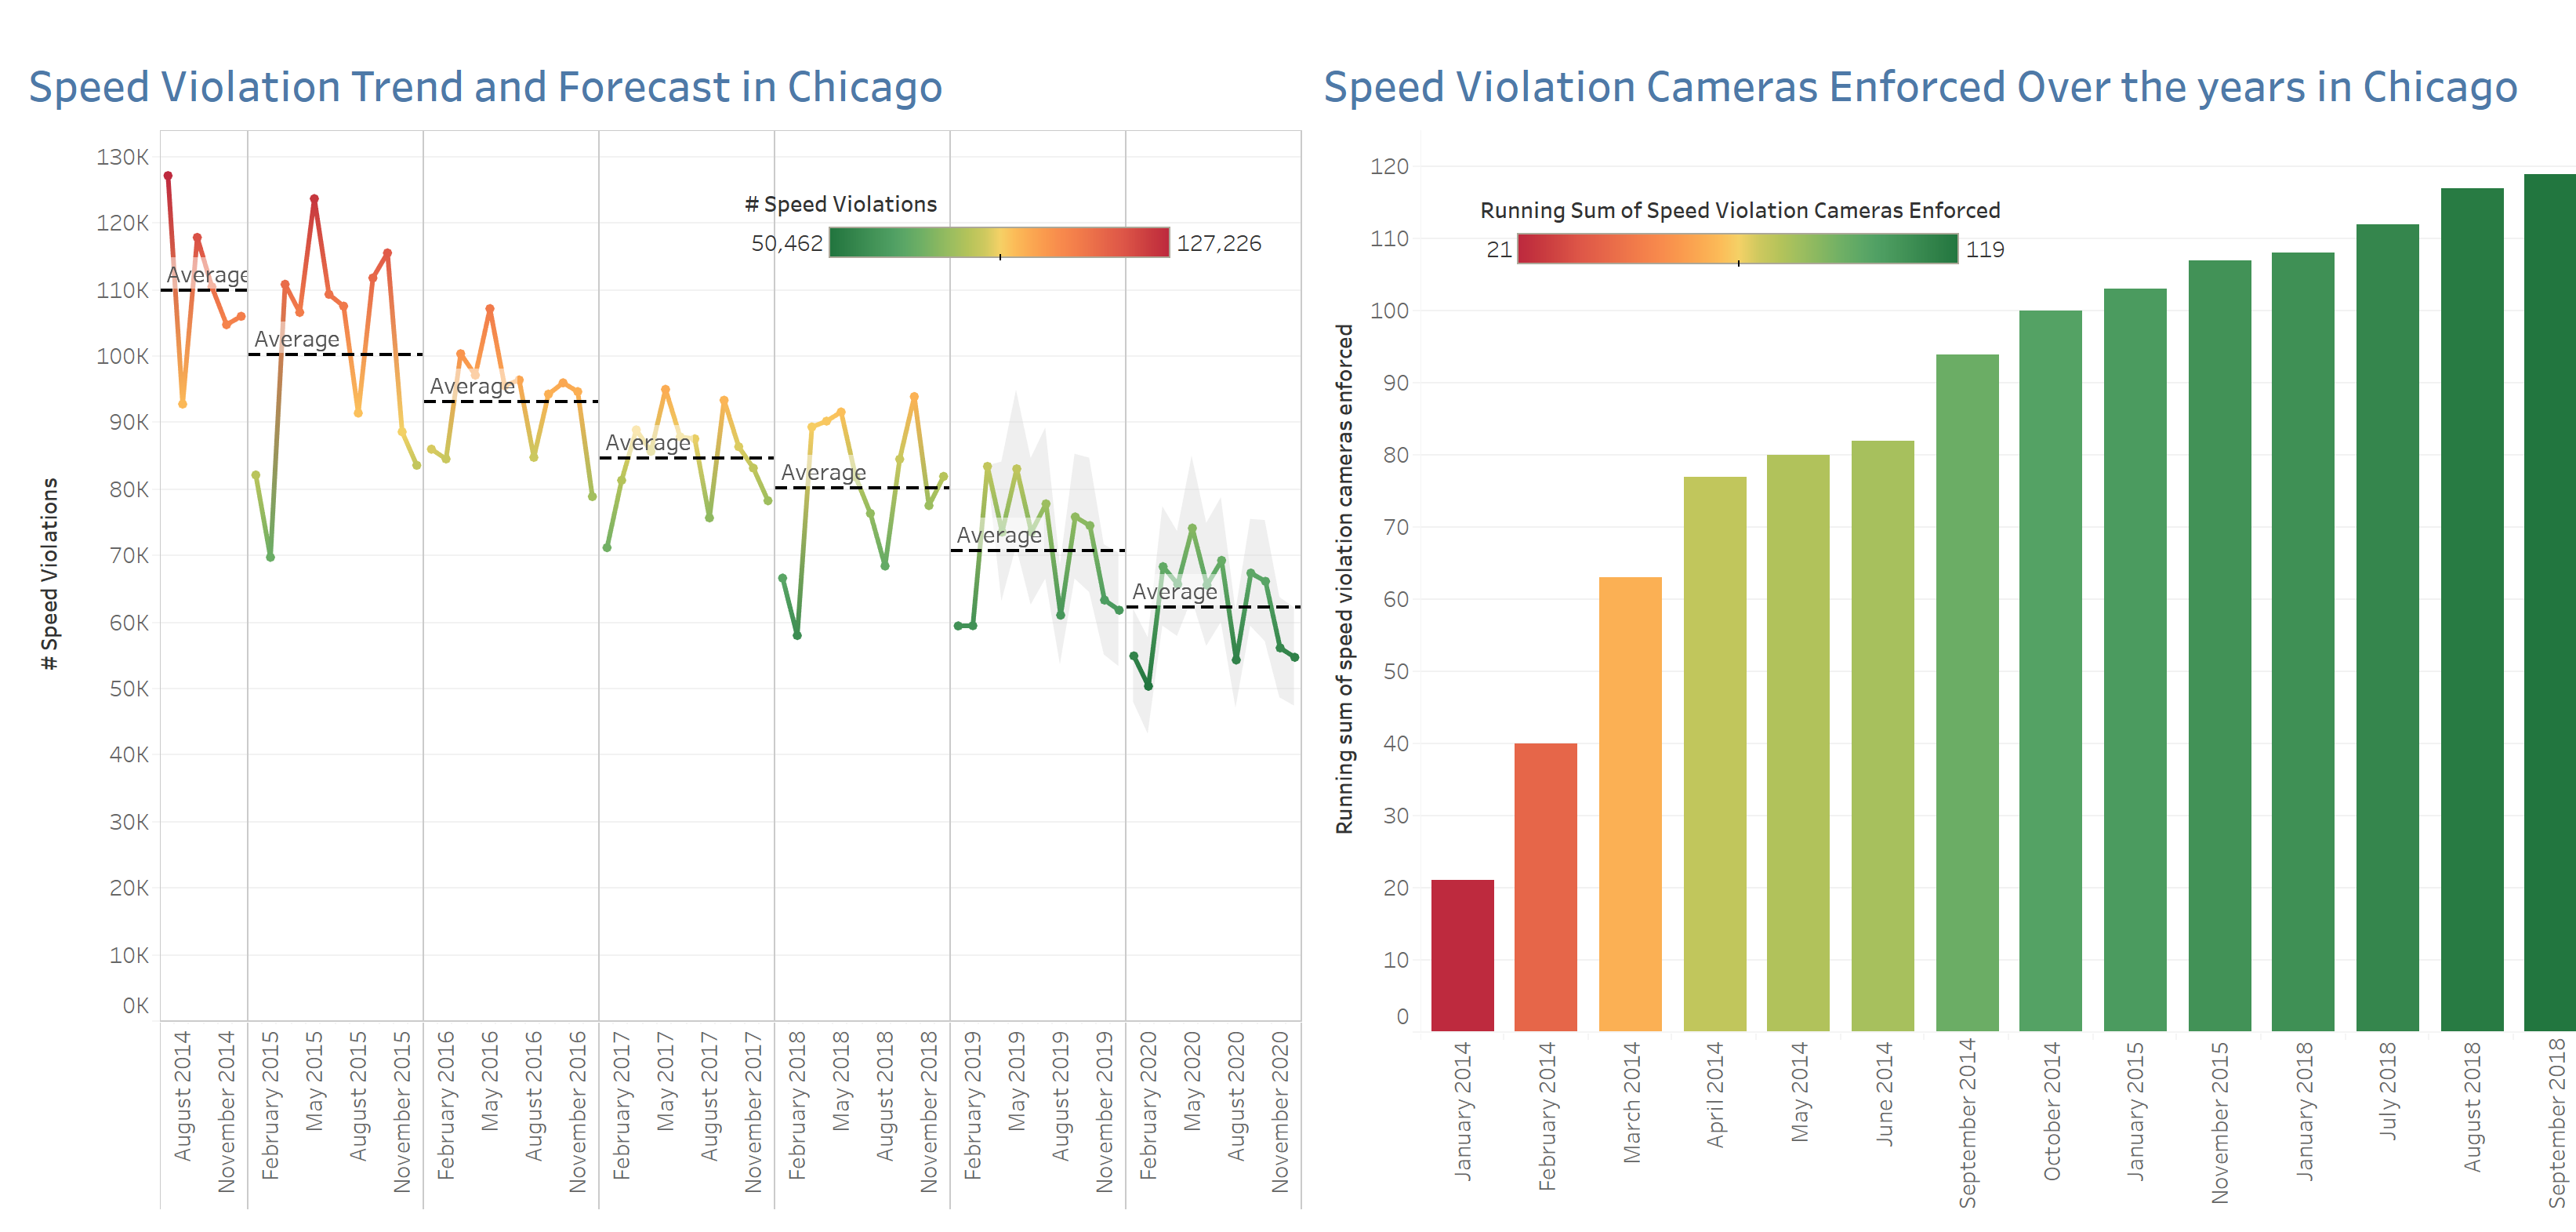 Speed Violation Trend and Forecast in Chicago
# Speed Violations
130K
120K
110K
100K
90K
80K
70K
60K
50K
40K
30K
20K
10K
0K
# Speed Violations
50,462 127,226
Average
Average
Average
Average
Average
Average
Average
August 2014
November 2014
February 2015
May 2015
August 2015
November 2015
February 2016
May 2016
August 2016
November 2016
February 2017
May 2017
August 2017
November 2017
February 2018
May 2018
August 2018
November 2018
February 2019
May 2019
August 2019
November 2019
February 2020
May 2020
August 2020
November 2020
Speed Violation Cameras Enforced Over the years in Chicago
Running sum of speed violation cameras enforced
120
110
100
90
80
70
60
50
40
30
20
10
0
Running Sum of Speed Violation Cameras Enforced
21 119
January 2014
February 2014
March 2014
April 2014
May 2014
June 2014
September 2014
October 2014
January 2015
November 2015
January 2018
July 2018
August 2018
September 2018